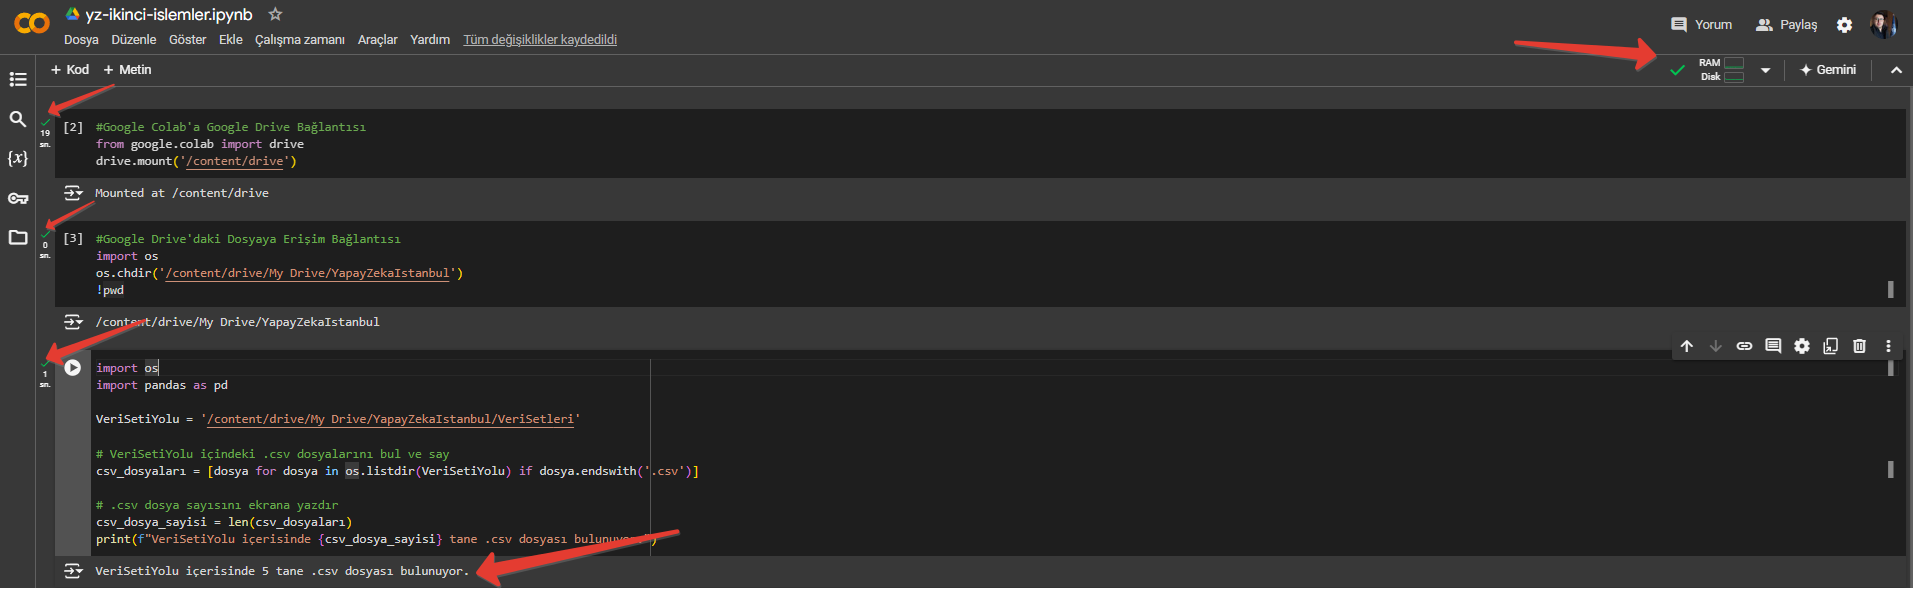 yz-ikinci-islemler.ipynb
Dosya Düzenle Göster Ekle Çalışma zamanı Araçlar Yardım Tüm değişiklikler kaydedildi
Yorum Paylaş
+ Kod + Metin
RAM
Disk
Gemini
19
sn.
[2] #Google Colab'a Google Drive Bağlantısı
from google.colab import drive
drive.mount('/content/drive')
Mounted at /content/drive
0
sn.
[3] #Google Drive'daki Dosyaya Erişim Bağlantısı
import os
os.chdir('/content/drive/My Drive/YapayZekaIstanbul')
!pwd
/content/drive/My Drive/YapayZekaIstanbul
1
sn.
import os
import pandas as pd
VeriSetiYolu = '/content/drive/My Drive/YapayZekaIstanbul/VeriSetleri'
# VeriSetiYolu içindeki .csv dosyalarını bul ve say
csv_dosyaları = [dosya for dosya in os.listdir(VeriSetiYolu) if dosya.endswith('.csv')]
# .csv dosya sayısını ekrana yazdır
csv_dosya_sayisi = len(csv_dosyaları)
print(f"VeriSetiYolu içerisinde {csv_dosya_sayisi} tane .csv dosyası bulunuyor.")
VeriSetiYolu içerisinde 5 tane .csv dosyası bulunuyor.